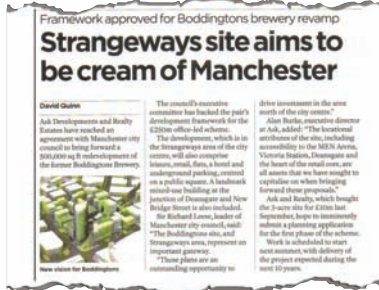 Framework approved for Boddingtons brewery revamp
Strangeways site aims to
be cream of Manchester
David Quinn
Ask Developments and Realty
Estates have reached an
agreement with Manchester city
council to bring forward a
500,000 sq ft redevelopment of
the former Boddingtons Brewery.
New vision for Boddingtons
The council's executive
committee has backed the pair's
development framework for the
£250m office-led scheme.
The development, which is in
the Strangeways area of the city
centre, will also comprise
leisure, retail, flats, a hotel and
underground parking, centred
on a public square. A landmark
mixed-use building at the
junction of Deansgate and New
Bridge Street is also included.
Sir Richard Leese, leader of
Manchester city council, said:
"The Boddingtons site, and
Strangeways area, represent an
important gateway.
"These plans are an
outstanding opportunity to
drive investment in the area
north of the city centre."
Alan Burke, executive director
at Ask, added: "The locational
attributes of the site, including
accessibility to the MEN Arena,
Victoria Station, Deansgate and
the heart of the retail core, are
all assets that we have sought to
capitalise on when bringing
forward these proposals."
Ask and Realty, which bought
the 3-acre site for £10m last
September, hope to imminently
submit a planning application
for the first phase of the scheme.
Work is scheduled to start
next summer, with delivery of
the project expected during the
next 10 years.